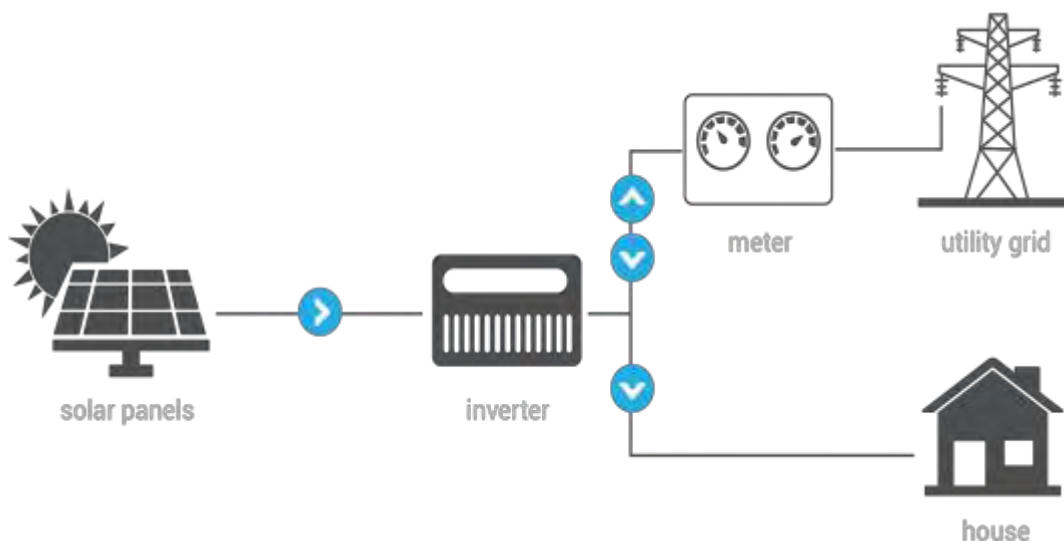 meter
utility grid
solar panels
inverter
house